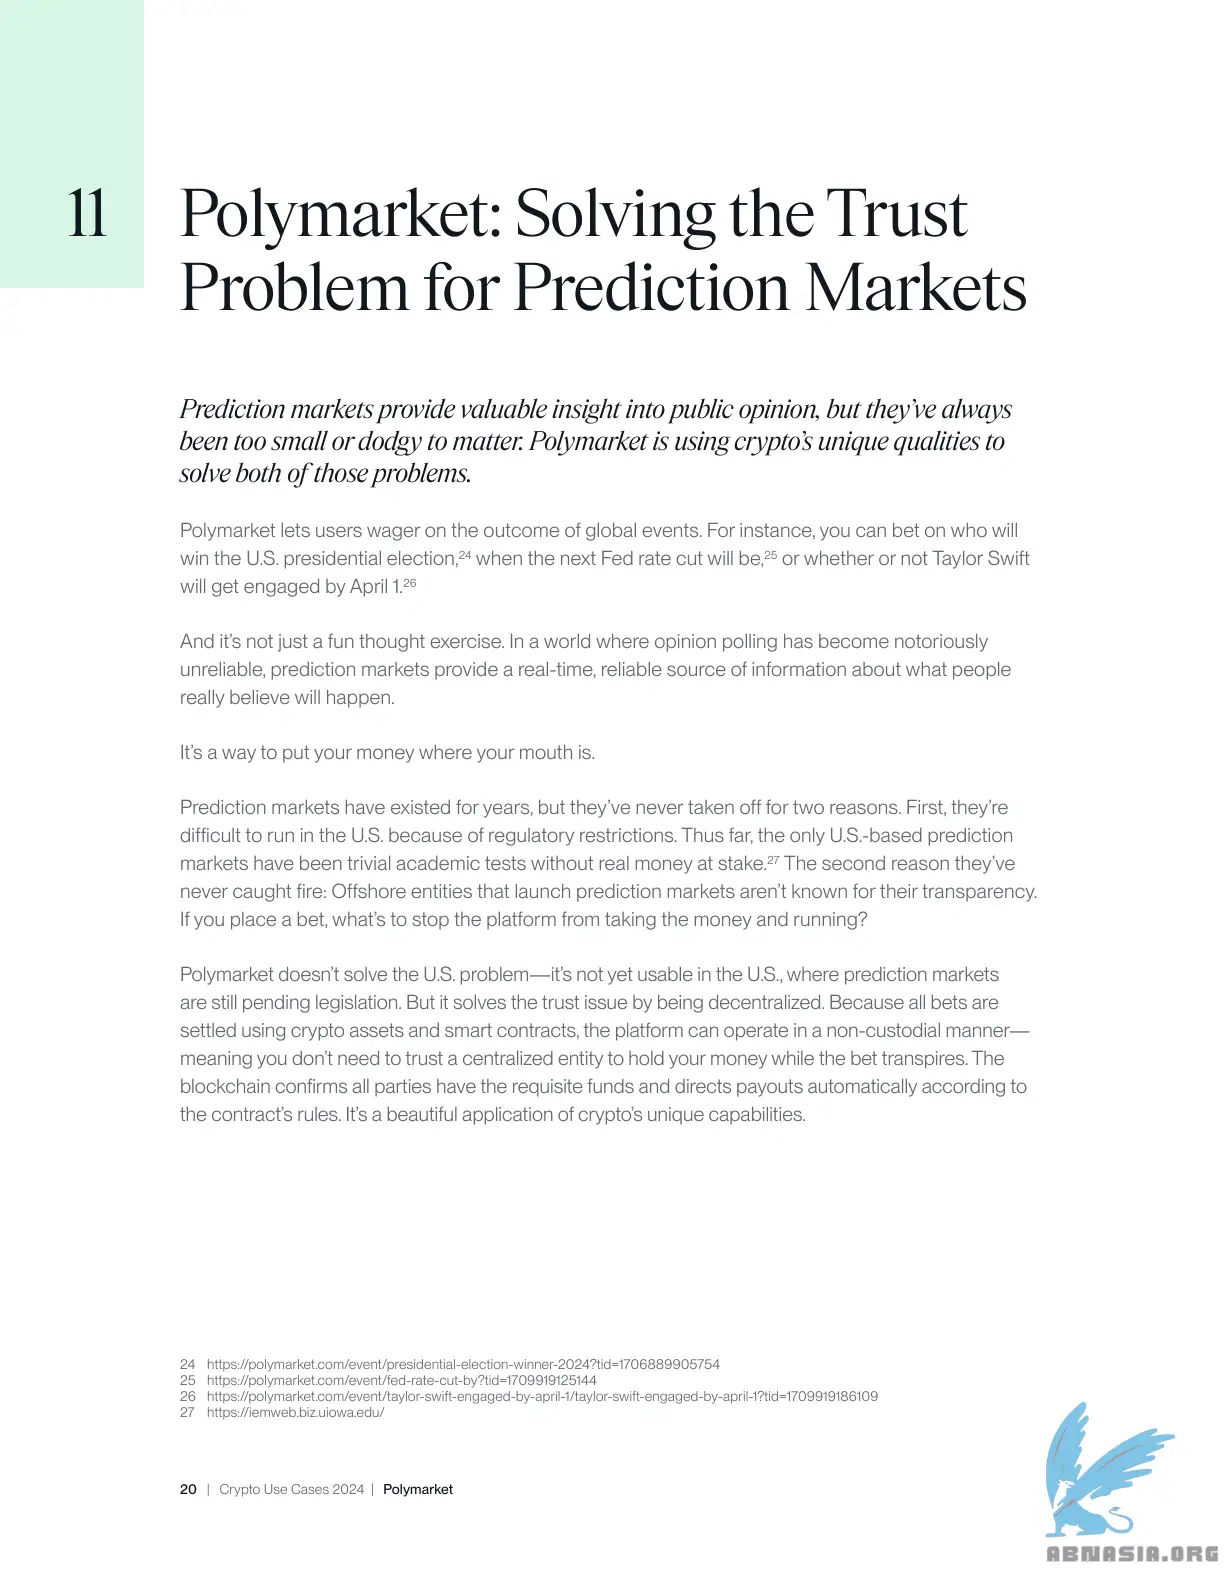 11
Polymarket: Solving the Trust
Problem for Prediction Markets
Prediction markets provide valuable insight into public opinion, but they’ve always
been too small or dodgy to matter. Polymarket is using crypto’s unique qualities to
solve both of those problems.
Polymarket lets users wager on the outcome of global events. For instance, you can bet on who will
win the U.S. presidential election,24 when the next Fed rate cut will be,25 or whether or not Taylor Swift
will get engaged by April 1.26
And it’s not just a fun thought exercise. In a world where opinion polling has become notoriously
unreliable, prediction markets provide a real-time, reliable source of information about what people
really believe will happen.
It’s a way to put your money where your mouth is.
Prediction markets have existed for years, but they’ve never taken off for two reasons. First, they’re
difficult to run in the U.S. because of regulatory restrictions. Thus far, the only U.S.-based prediction
markets have been trivial academic tests without real money at stake.27 The second reason they’ve
never caught fire: Offshore entities that launch prediction markets aren’t known for their transparency.
If you place a bet, what’s to stop the platform from taking the money and running?
Polymarket doesn’t solve the U.S. problem—it’s not yet usable in the U.S., where prediction markets
are still pending legislation. But it solves the trust issue by being decentralized. Because all bets are
settled using crypto assets and smart contracts, the platform can operate in a non-custodial manner—
meaning you don’t need to trust a centralized entity to hold your money while the bet transpires. The
blockchain confirms all parties have the requisite funds and directs payouts automatically according to
the contract’s rules. It’s a beautiful application of crypto’s unique capabilities.
24 https://polymarket.com/event/presidential-election-winner-2024?tid=1706889905754
25 https://polymarket.com/event/fed-rate-cut-by?tid=1709919125144
26 https://polymarket.com/event/taylor-swift-engaged-by-april-1/taylor-swift-engaged-by-april-1?tid=1709919186109
27 https://iemweb.biz.uiowa.edu/
20 | Crypto Use Cases 2024 | Polymarket
ABNASIA.ORG